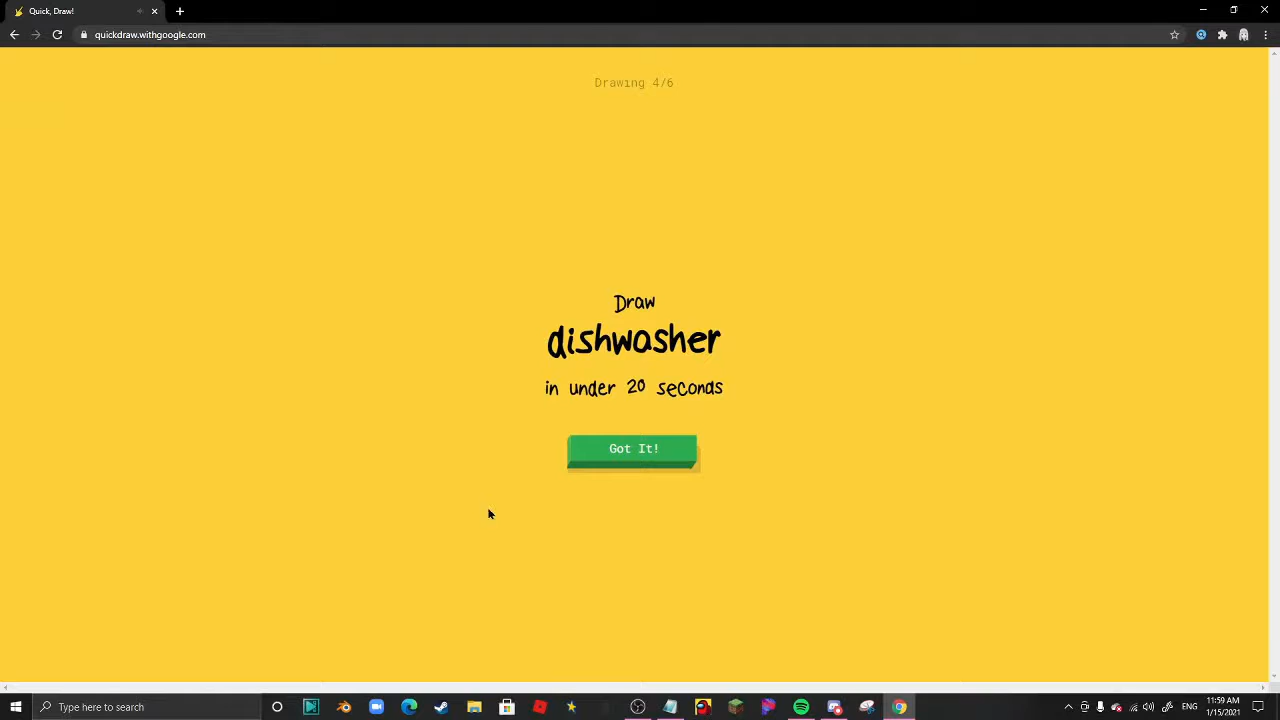 Quick, Draw!
quickdraw.withgoogle.com
Drawing 4/6
Draw
dishwasher
in under 20 seconds
Got It!
Type here to search
ENG
11:59 AM
1/15/2021